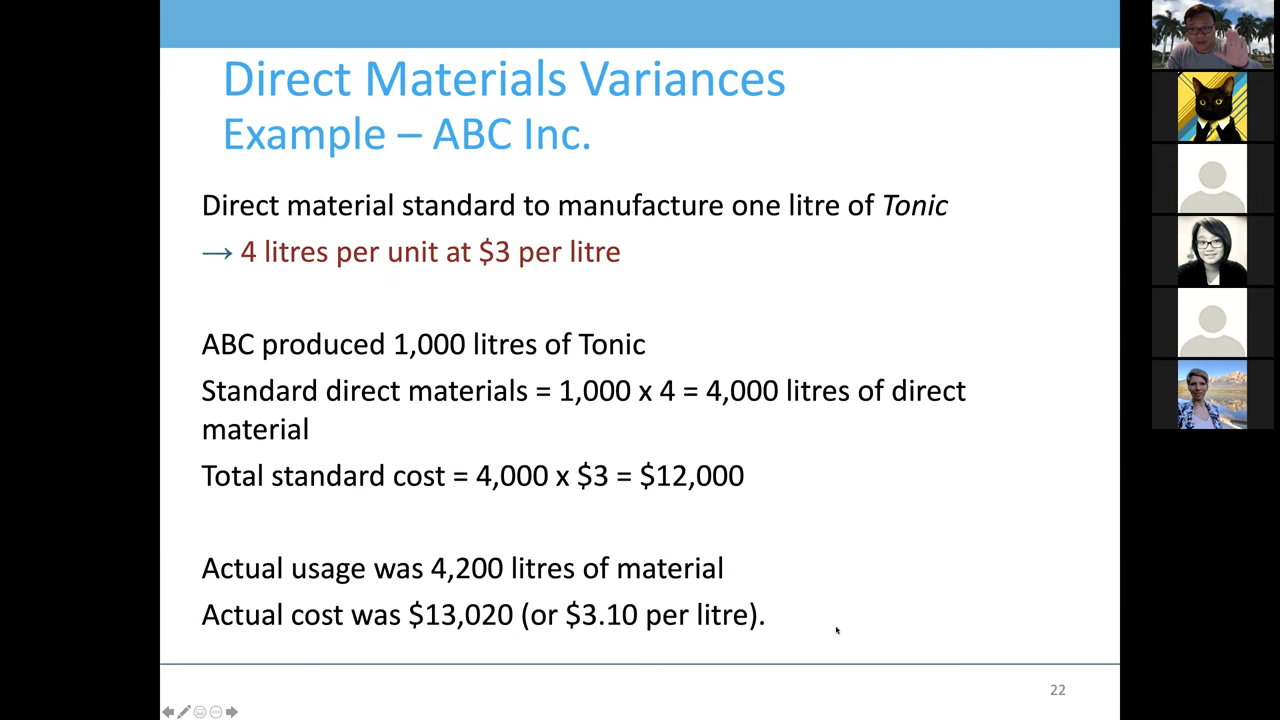 Direct Materials Variances
Example – ABC Inc.
Direct material standard to manufacture one litre of Tonic
→ 4 litres per unit at $3 per litre
ABC produced 1,000 litres of Tonic
Standard direct materials = 1,000 x 4 = 4,000 litres of direct
material
Total standard cost = 4,000 x $3 = $12,000
Actual usage was 4,200 litres of material
Actual cost was $13,020 (or $3.10 per litre).
22